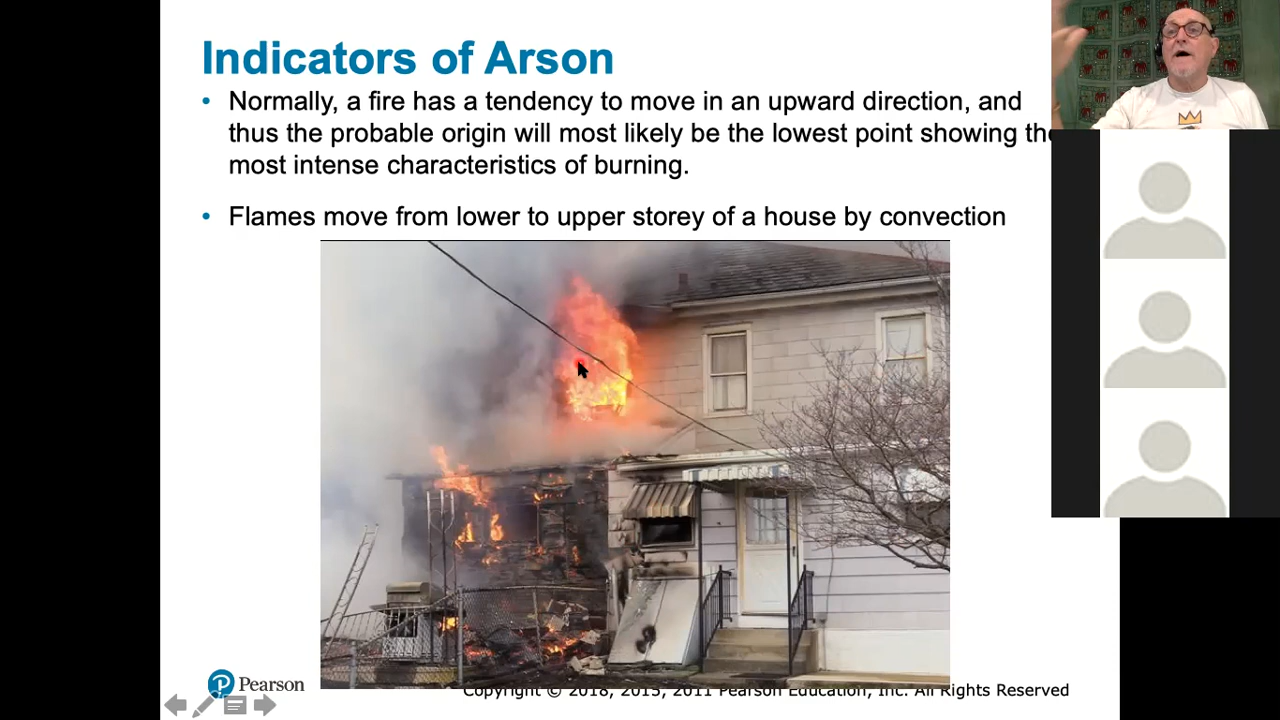 Indicators of Arson
• Normally, a fire has a tendency to move in an upward direction, and
thus the probable origin will most likely be the lowest point showing the
most intense characteristics of burning.
• Flames move from lower to upper storey of a house by convection
Pearson
Copyright © 2018, 2015, 2011 Pearson Education, Inc. All Rights Reserved